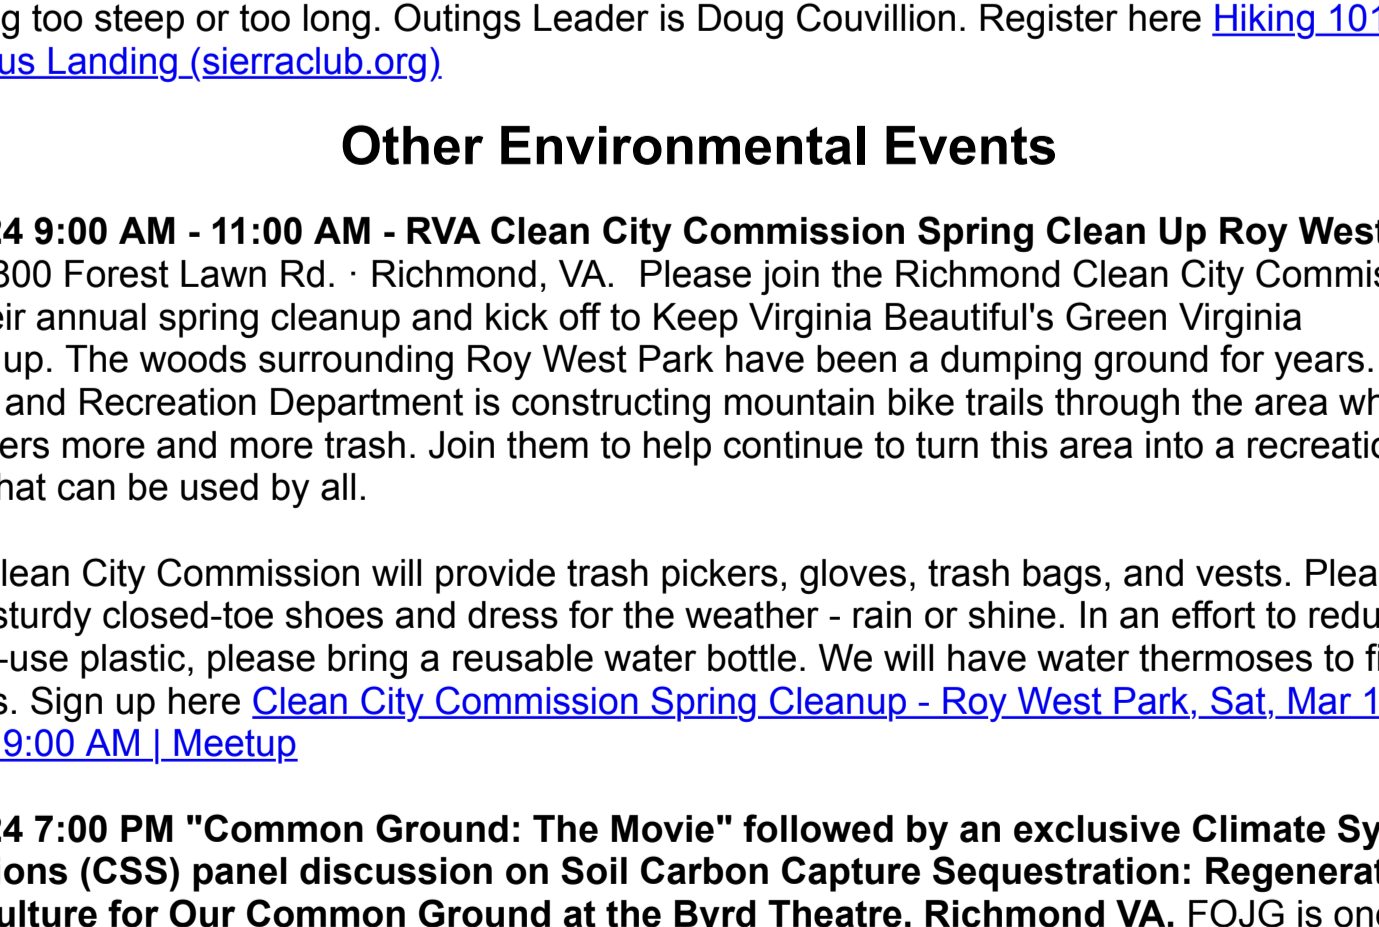 g too steep or too long. Outings Leader is Doug Couvillion. Register here Hiking 101
us Landing (sierraclub.org)
Other Environmental Events
24 9:00 AM - 11:00 AM - RVA Clean City Commission Spring Clean Up Roy West
300 Forest Lawn Rd. · Richmond, VA.  Please join the Richmond Clean City Commis
eir annual spring cleanup and kick off to Keep Virginia Beautiful's Green Virginia
up. The woods surrounding Roy West Park have been a dumping ground for years.
and Recreation Department is constructing mountain bike trails through the area wh
ers more and more trash. Join them to help continue to turn this area into a recreatio
hat can be used by all.
lean City Commission will provide trash pickers, gloves, trash bags, and vests. Plea
sturdy closed-toe shoes and dress for the weather - rain or shine. In an effort to redu
-use plastic, please bring a reusable water bottle. We will have water thermoses to fi
s. Sign up here Clean City Commission Spring Cleanup - Roy West Park, Sat, Mar 1
9:00 AM | Meetup
24 7:00 PM "Common Ground: The Movie" followed by an exclusive Climate Sy
ions (CSS) panel discussion on Soil Carbon Capture Sequestration: Regenerat
ulture for Our Common Ground at the Byrd Theatre, Richmond VA. FOJG is one